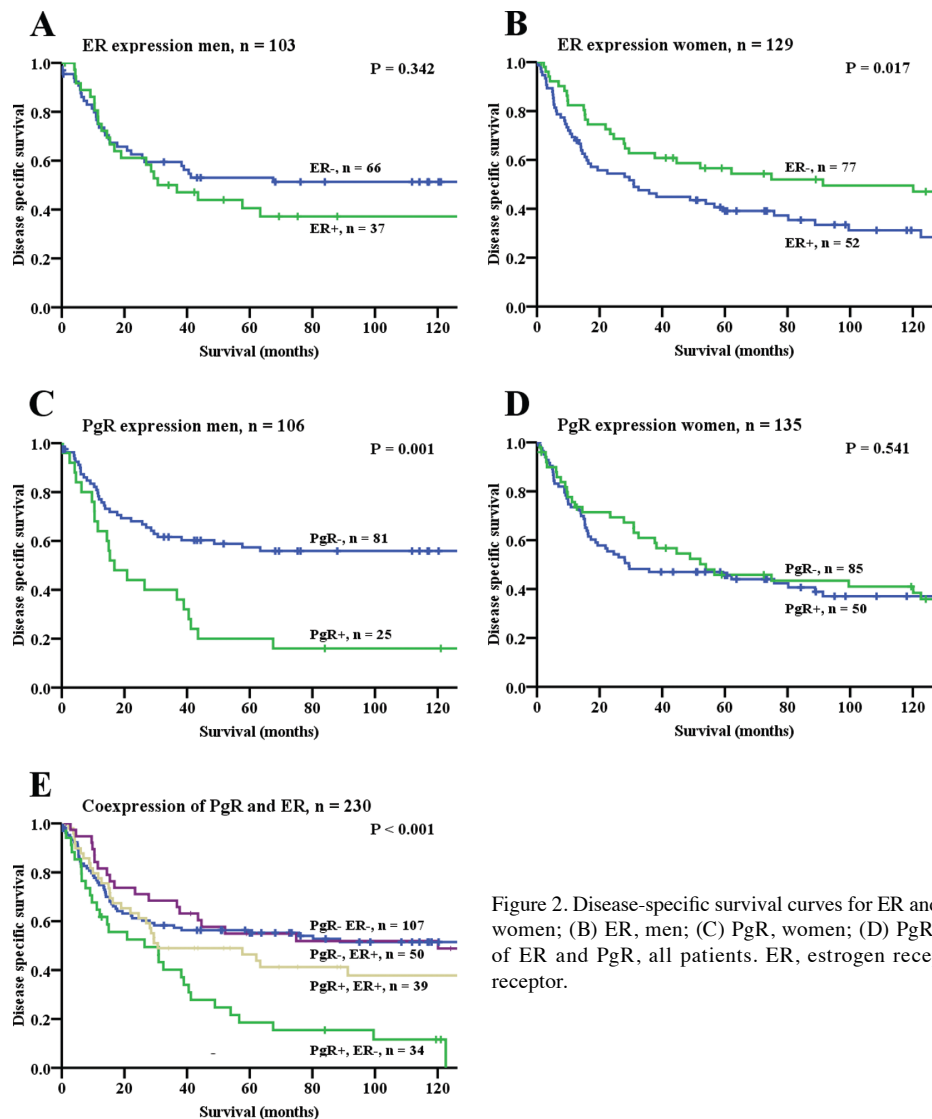 A
ER expression men, n = 103
P = 0.342
Disease specific survival
1.0
0.8
0.6
0.4
0.2
0.0
ER-, n = 66
ER+, n = 37
0 20 40 60 80 100 120
Survival (months)
B
ER expression women, n = 129
P = 0.017
Disease specific survival
1.0
0.8
0.6
0.4
0.2
0.0
ER-, n = 77
ER+, n = 52
0 20 40 60 80 100 120
Survival (months)
C
PgR expression men, n = 106
P = 0.001
Disease specific survival
1.0
0.8
0.6
0.4
0.2
0.0
PgR-, n = 81
PgR+, n = 25
0 20 40 60 80 100 120
Survival (months)
D
PgR expression women, n = 135
P = 0.541
Disease specific survival
1.0
0.8
0.6
0.4
0.2
0.0
PgR-, n = 85
PgR+, n = 50
0 20 40 60 80 100 120
Survival (months)
E
Coexpression of PgR and ER, n = 230
P < 0.001
Disease specific survival
1.0
0.8
0.6
0.4
0.2
0.0
PgR- ER-, n = 107
PgR-, ER+, n = 50
PgR+, ER+, n = 39
PgR+, ER-, n = 34
0 20 40 60 80 100 120
Survival (months)
Figure 2. Disease-specific survival curves for ER and
women; (B) ER, men; (C) PgR, women; (D) PgR
of ER and PgR, all patients. ER, estrogen rece
receptor.